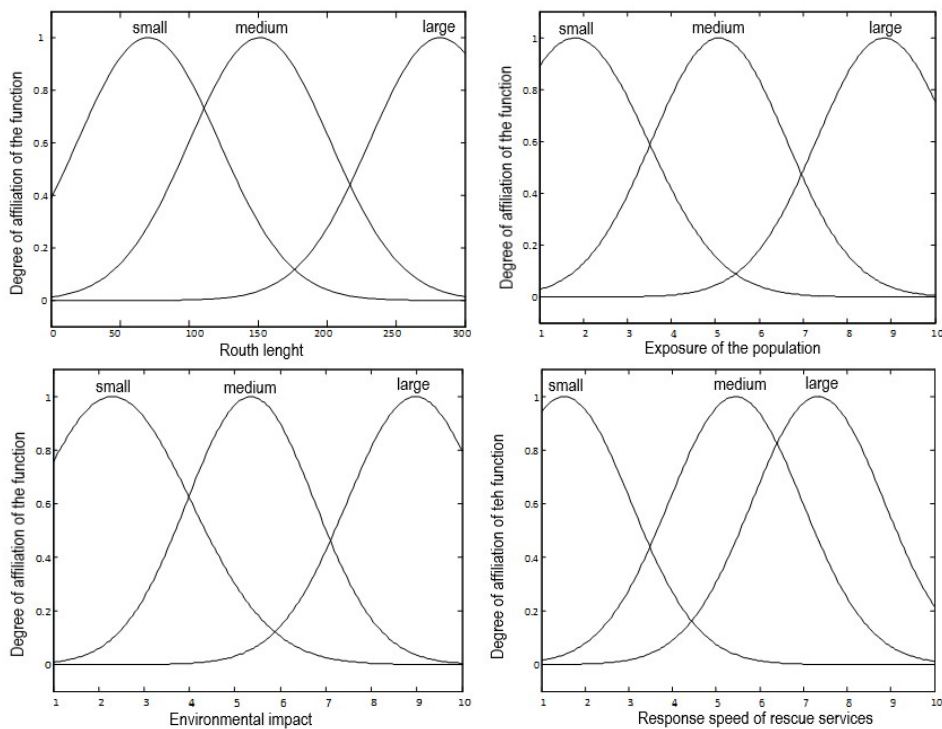 small medium large
Degree of affiliation of the function
1
0.8
0.6
0.4
0.2
0
0 50 100 150 200 250 300
Routh lenght
small medium large
Degree of affiliation of the function
1
0.8
0.6
0.4
0.2
0
1 2 3 4 5 6 7 8 9 10
Exposure of the population
small medium large
Degree of affiliation of the function
1
0.8
0.6
0.4
0.2
0
1 2 3 4 5 6 7 8 9 10
Environmental impact
small medium large
Degree of affiliation of teh function
1
0.8
0.6
0.4
0.2
0
1 2 3 4 5 6 7 8 9 10
Response speed of rescue services